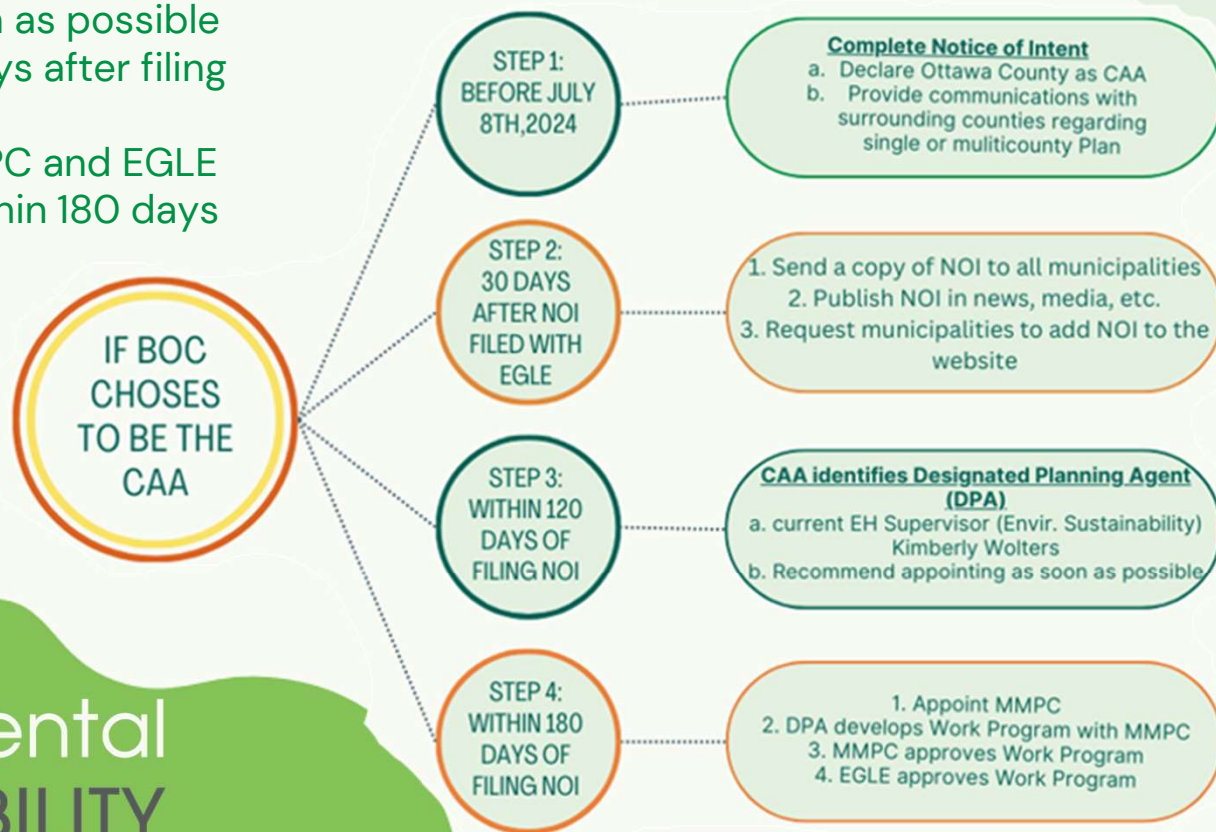 as possible
after filing
and EGLE
180 days
IF BOC
CHOSES
TO BE THE
CAA
STEP 1:
BEFORE JULY
8TH,2024
Complete Notice of Intent
a. Declare Ottawa County as CAA
b. Provide communications with
surrounding counties regarding
single or muliticounty Plan
STEP 2:
30 DAYS
AFTER NOI
FILED WITH
EGLE
1. Send a copy of NOI to all municipalities
2. Publish NOI in news, media, etc.
3. Request municipalities to add NOI to the
website
STEP 3:
WITHIN 120
DAYS OF
FILING NOI
CAA identifies Designated Planning Agent
(DPA)
a. current EH Supervisor (Envir. Sustainability)
Kimberly Wolters
b. Recommend appointing as soon as possible
STEP 4:
WITHIN 180
DAYS OF
FILING NOI
1. Appoint MMPC
2. DPA develops Work Program with MMPC
3. MMPC approves Work Program
4. EGLE approves Work Program